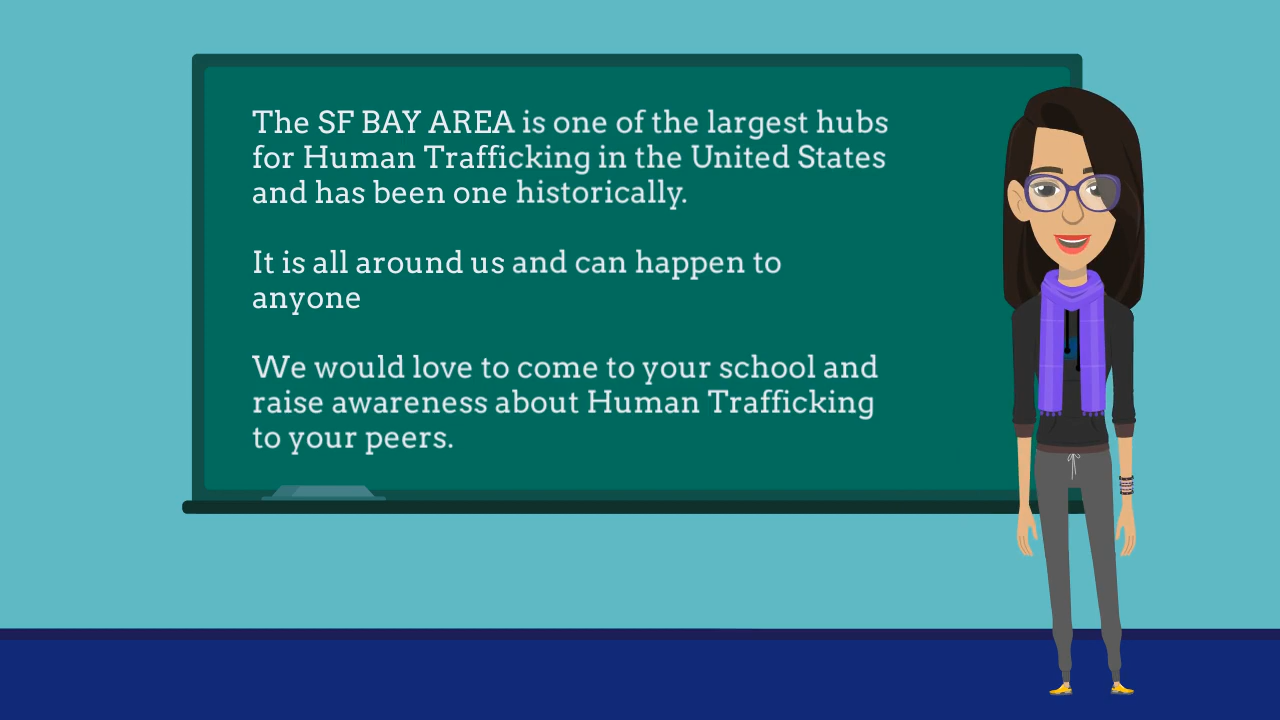 The SF BAY AREA is one of the largest hubs
for Human Trafficking in the United States
and has been one historically.
It is all around us and can happen to
anyone
We would love to come to your school and
raise awareness about Human Trafficking
to your peers.